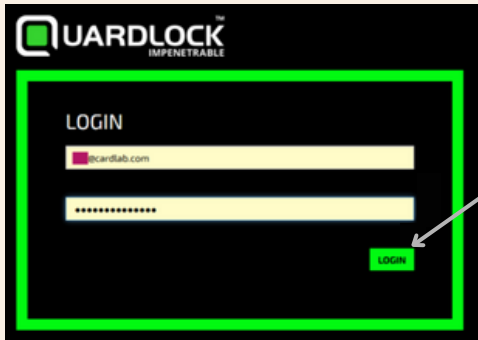 QUARDLOCK™
IMPENETRABLE
LOGIN
@cardlab.com
••••••••••••••
LOGIN